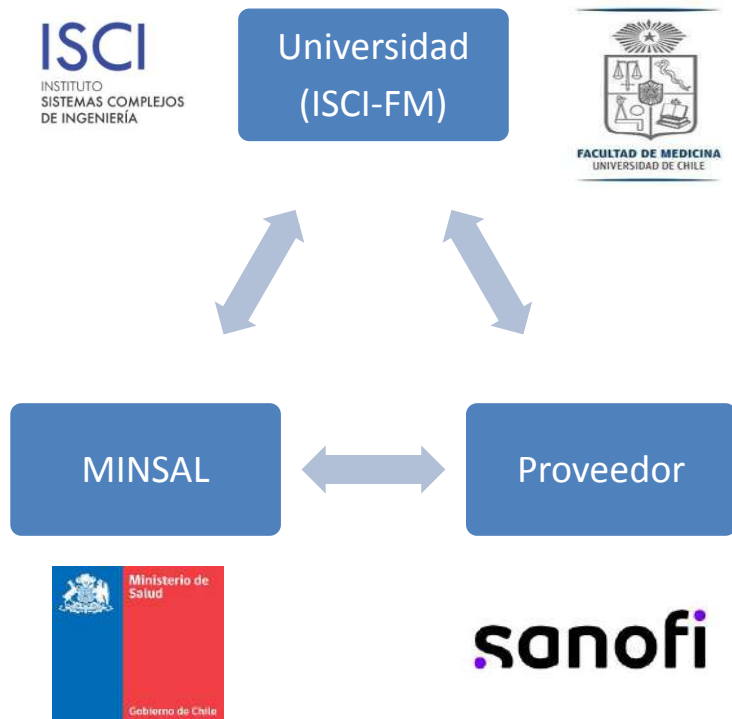 ISCI
INSTITUTO
SISTEMAS COMPLEJOS
DE INGENIERÍA
Universidad
(ISCI-FM)
FACULTAD DE MEDICINA
UNIVERSIDAD DE CHILE
MINSAL
Proveedor
Ministerio de
Salud
Gobierno de Chile
sanofi